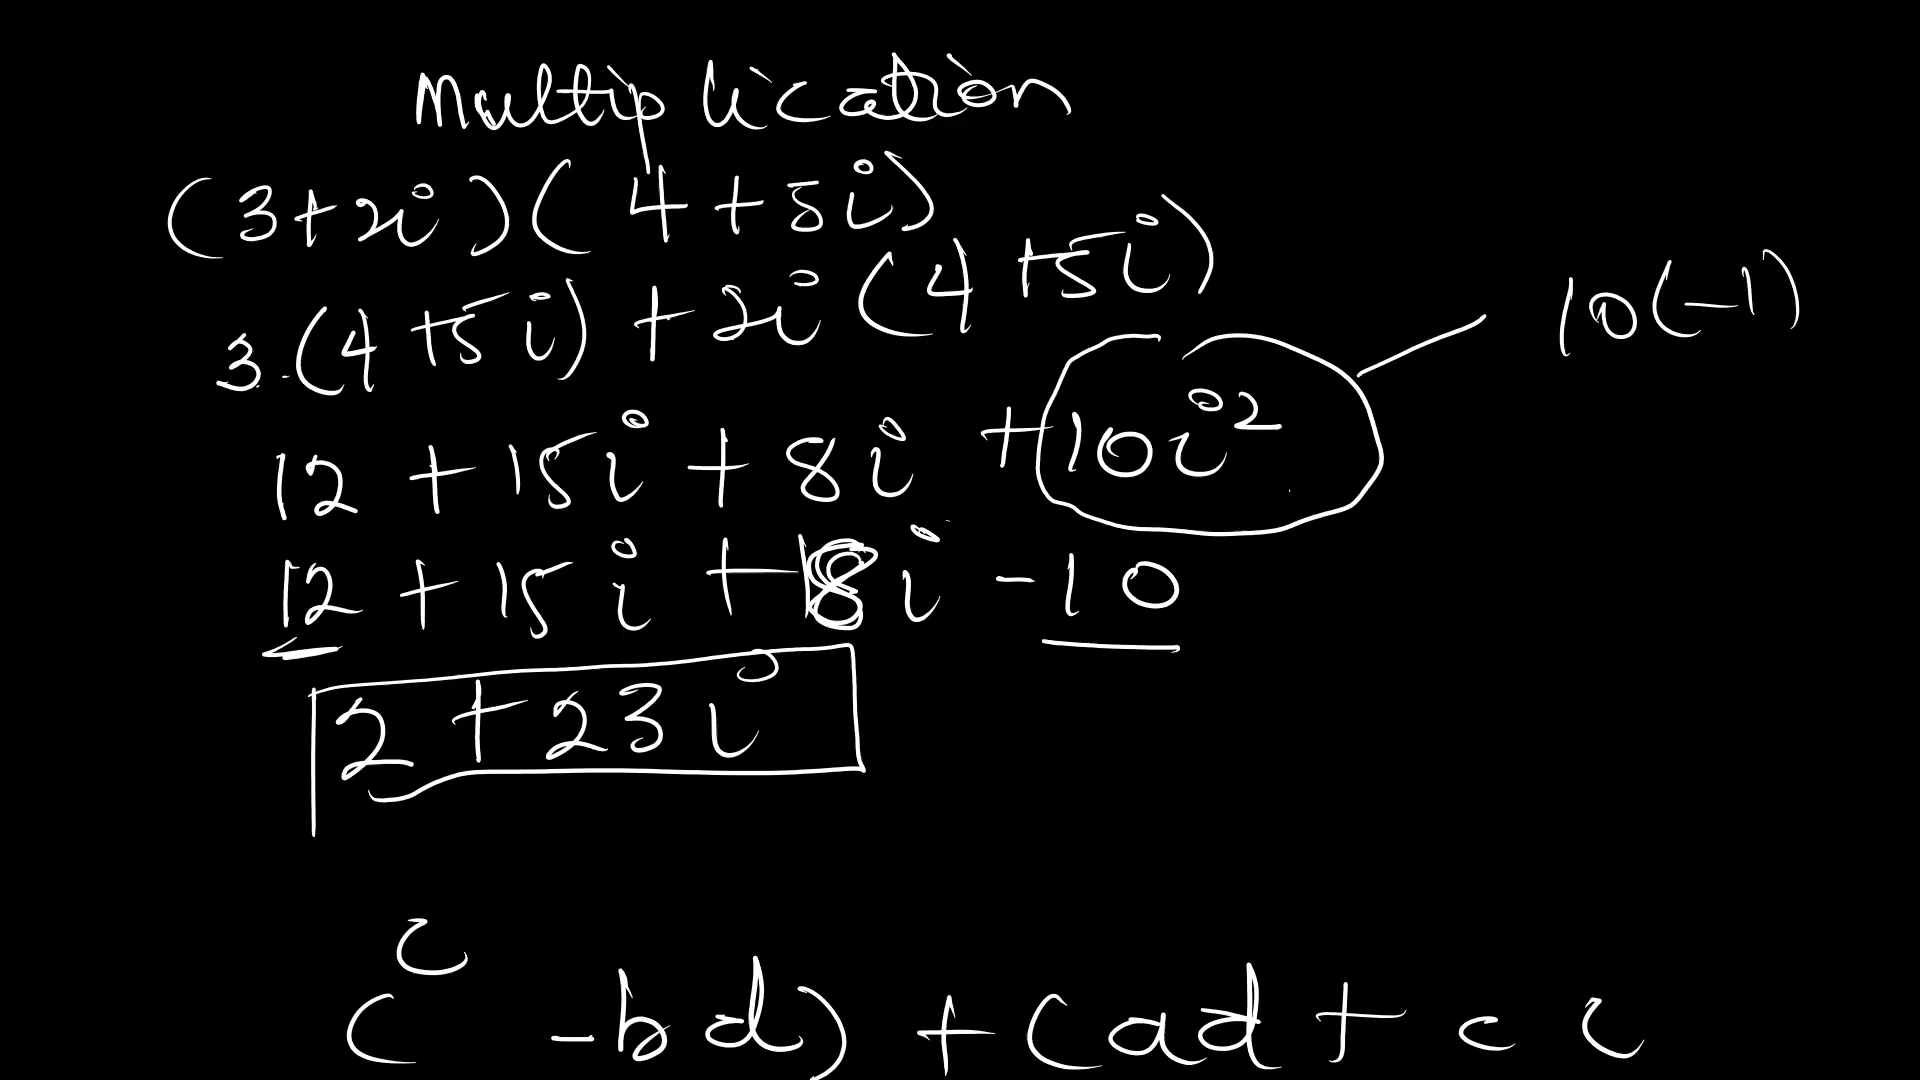 Multiplication
(3+2i)(4+5i)
3.(4+5i)+2i(4+5i)
10(-1)
12+15i+8i+10i²
12+15i+8i-10
2+23i
c
( -bd)+(ad+c c